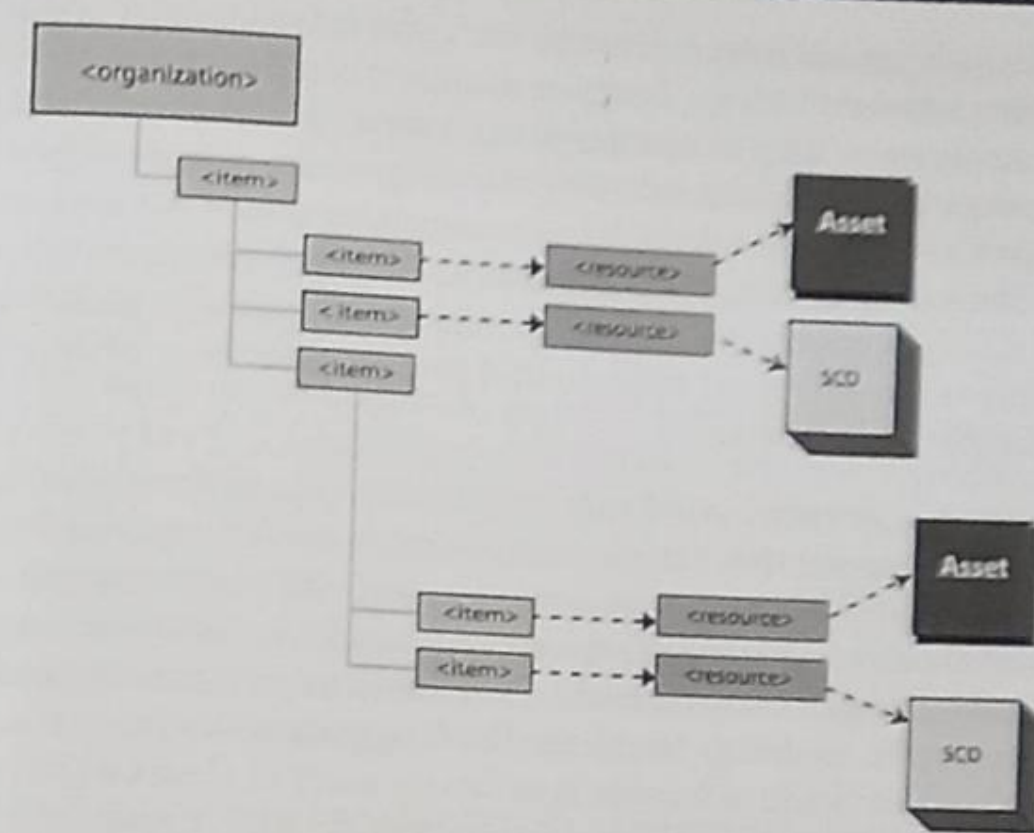 <organization>
<item>
<item>
<resource>
Asset
< item>
<resource>
SCO
<item>
<item>
<resource>
Asset
<item>
<resource>
SCO